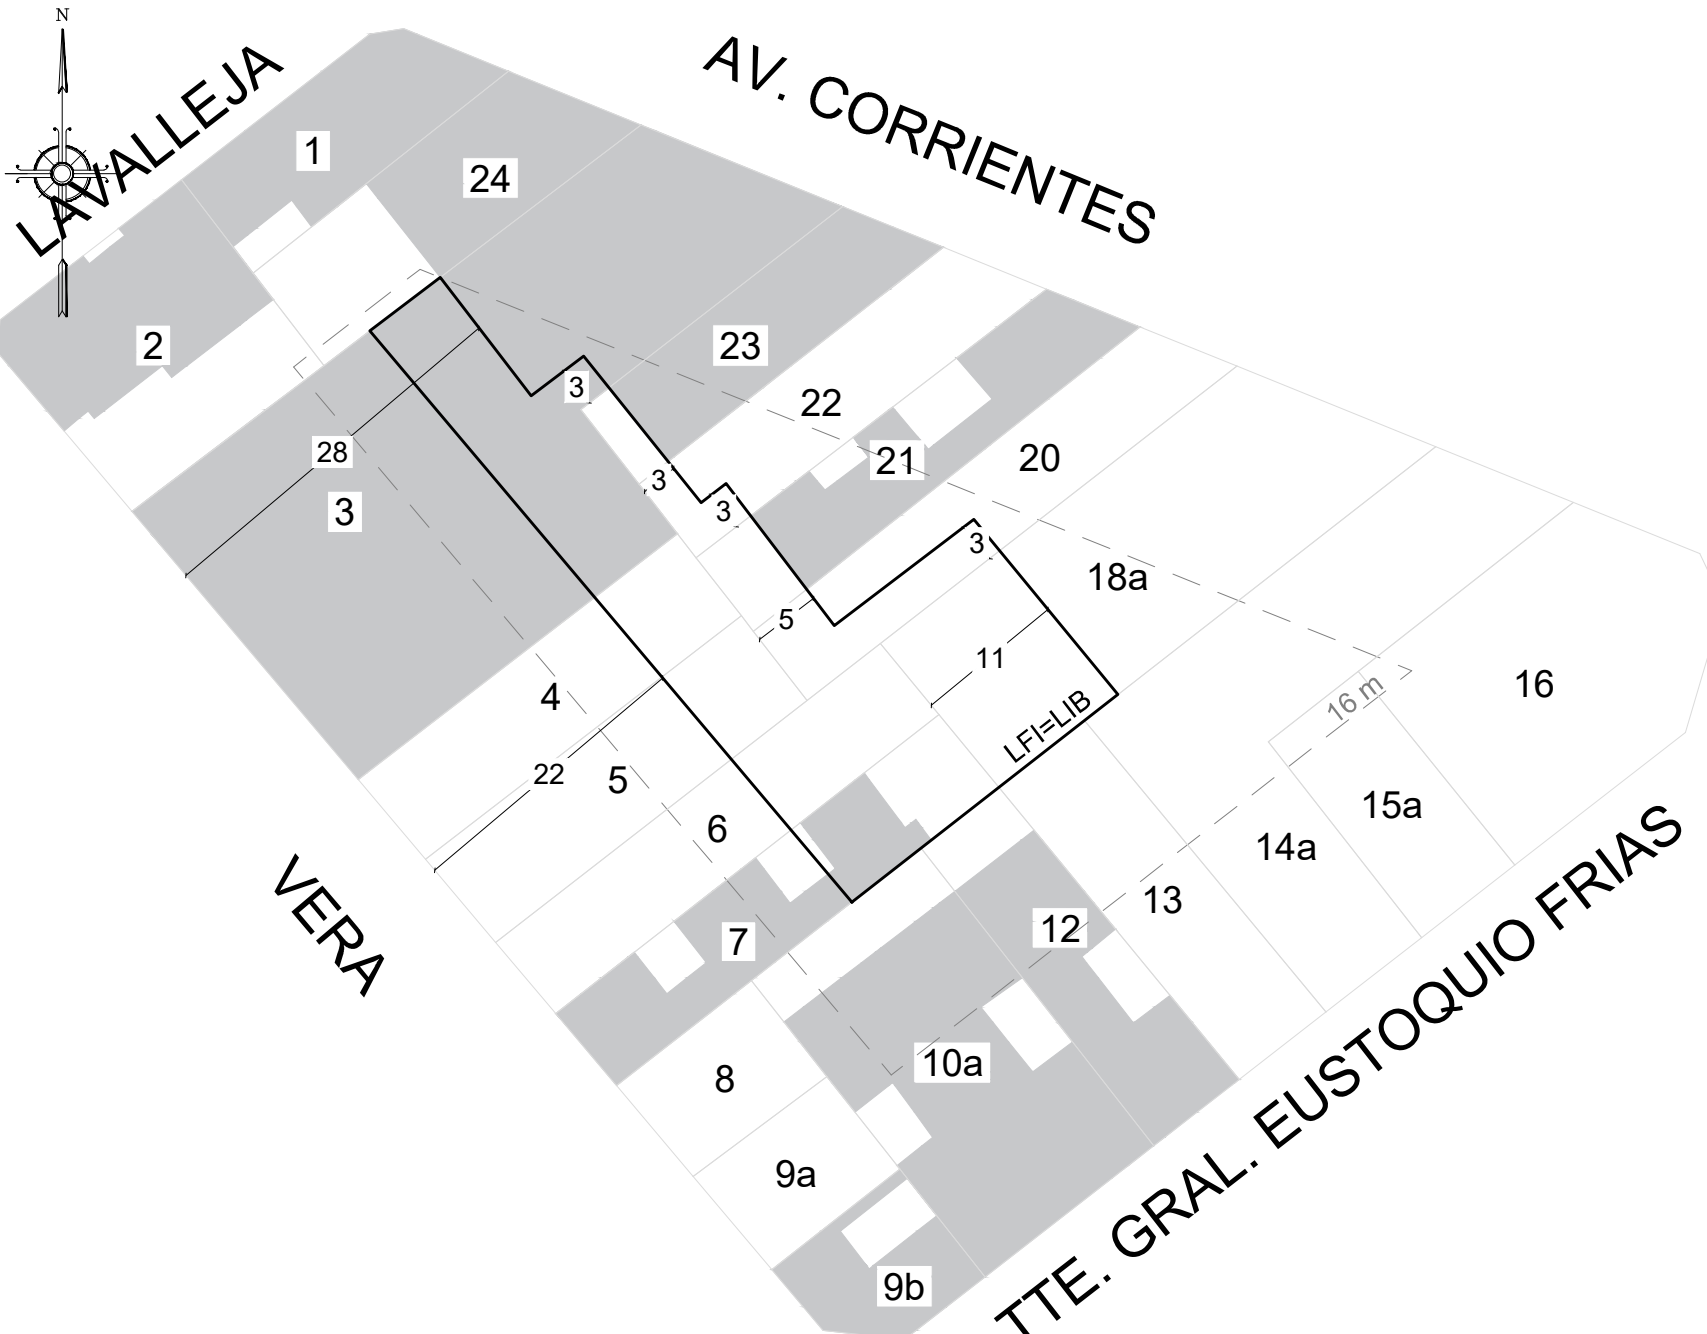 N
LAVALLEJA
AV. CORRIENTES
1
24
2
23
3
22
28
21
20
3
3
3
3
18a
5
11
16
4
16 m
LFI=LIB
22
5
15a
6
14a
VERA
13
7
12
10a
8
9a
9b
TTE. GRAL. EUSTOQUIO FRIAS